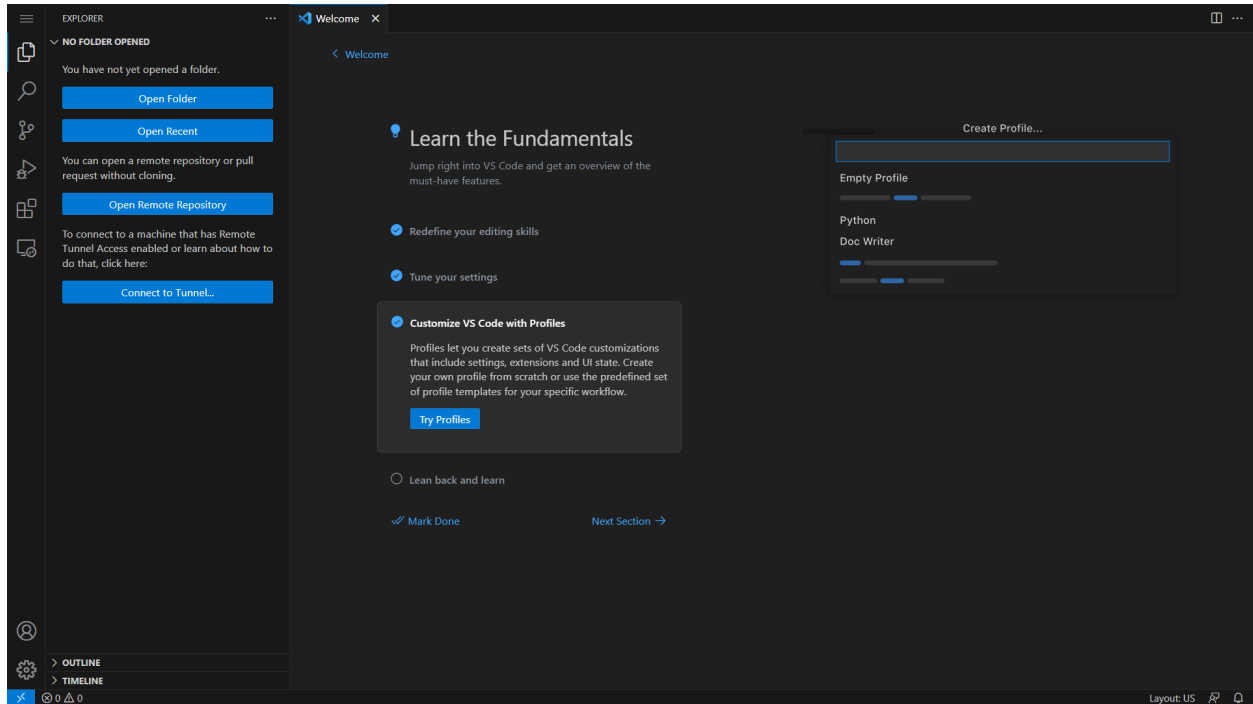 EXPLORER
Welcome
NO FOLDER OPENED
You have not yet opened a folder.
Open Folder
Open Recent
You can open a remote repository or pull
request without cloning.
Open Remote Repository
To connect to a machine that has Remote
Tunnel Access enabled or learn about how to
do that, click here:
Connect to Tunnel...
OUTLINE
TIMELINE
Welcome
Learn the Fundamentals
Jump right into VS Code and get an overview of the
must-have features.
Redefine your editing skills
Tune your settings
Customize VS Code with Profiles
Profiles let you create sets of VS Code customizations
that include settings, extensions and UI state. Create
your own profile from scratch or use the predefined set
of profile templates for your specific workflow.
Try Profiles
Lean back and learn
Mark Done
Next Section
Create Profile...
Empty Profile
Python
Doc Writer
0 0
Layout: US